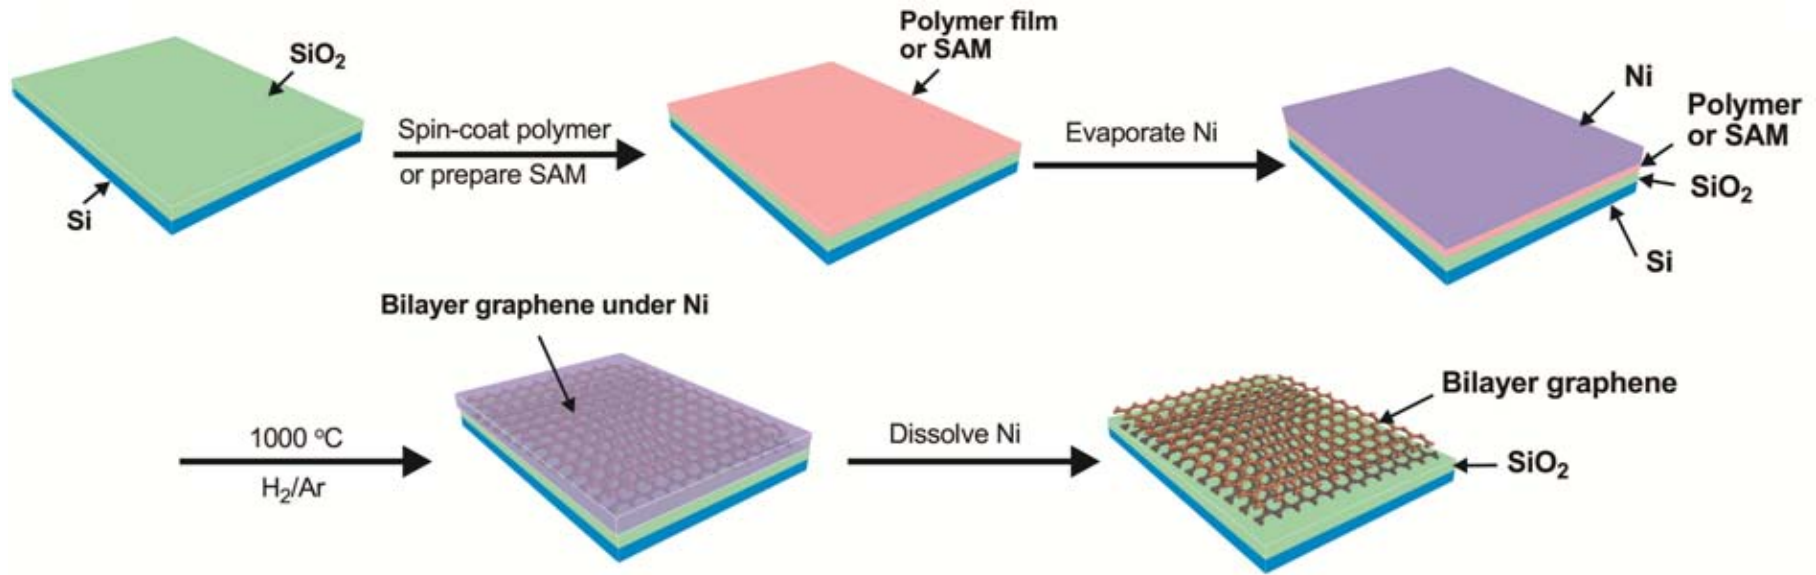 SiO2
Si
Spin-coat polymer
or prepare SAM
Polymer film
or SAM
Evaporate Ni
Ni
Polymer
or SAM
SiO2
Si
1000 °C
H2/Ar
Bilayer graphene under Ni
Dissolve Ni
Bilayer graphene
SiO2